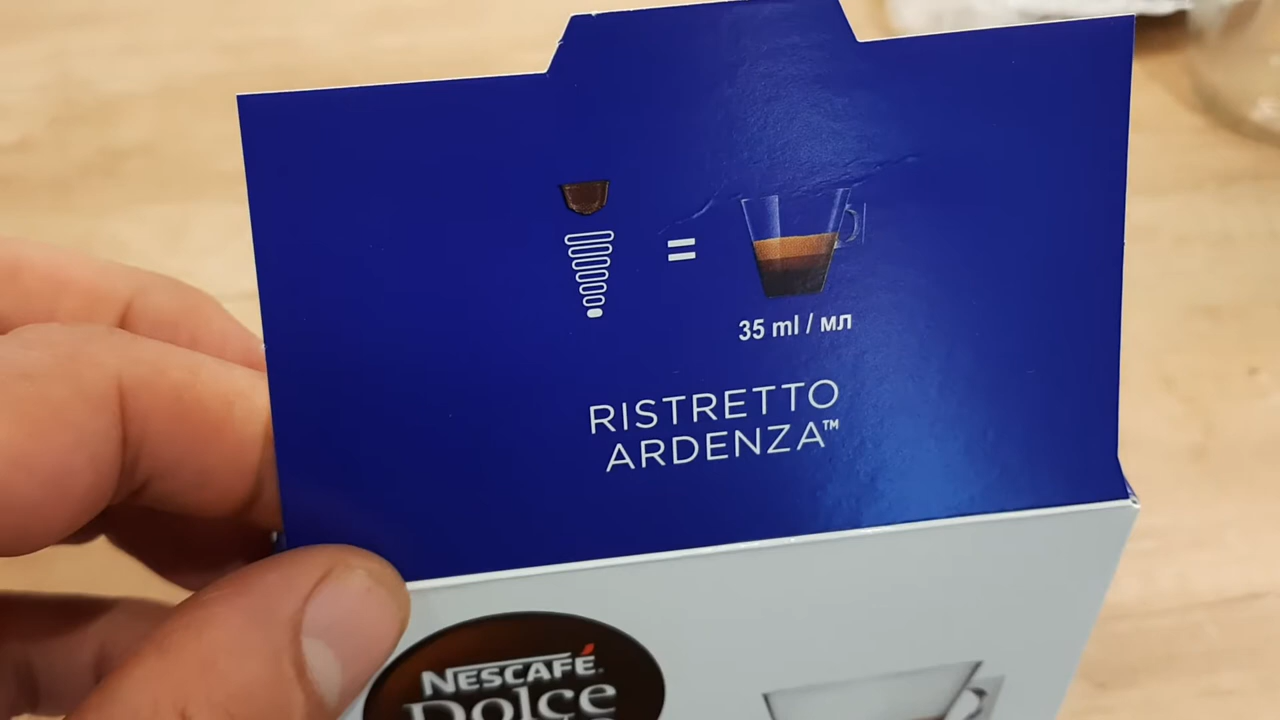 35 ml / мл
RISTRETTO
ARDENZA™
NESCAFÉ.
Dolce